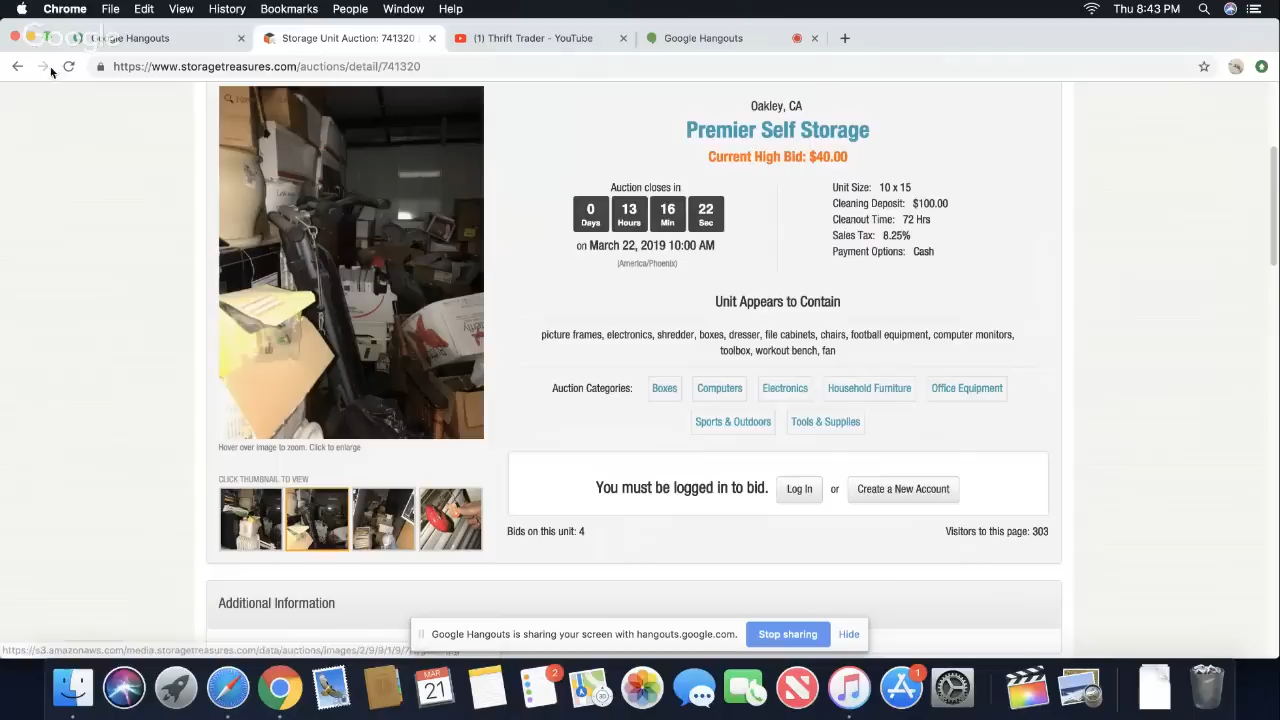 Chrome File Edit View History Bookmarks People Window Help Thu 8:43 PM
Google Hangouts Storage Unit Auction: 741320 (1) Thrift Trader - YouTube Google Hangouts
https://www.storagetreasures.com/auctions/detail/741320
Oakley, CA
Premier Self Storage
Current High Bid: $40.00
Auction closes in
0 13 16 22
Days Hours Min Sec
on March 22, 2019 10:00 AM
(America/Phoenix)
Unit Size: 10 x 15
Cleaning Deposit: $100.00
Cleanout Time: 72 Hrs
Sales Tax: 8.25%
Payment Options: Cash
Unit Appears to Contain
picture frames, electronics, shredder, boxes, dresser, file cabinets, chairs, football equipment, computer monitors,
toolbox, workout bench, fan
Auction Categories: Boxes Computers Electronics Household Furniture Office Equipment
Sports & Outdoors Tools & Supplies
Hover over image to zoom. Click to enlarge
CLICK THUMBNAIL TO VIEW
You must be logged in to bid. Log In or Create a New Account
Bids on this unit: 4 Visitors to this page: 303
Additional Information
Google Hangouts is sharing your screen with hangouts.google.com. Stop sharing Hide
MAR
21
2
1